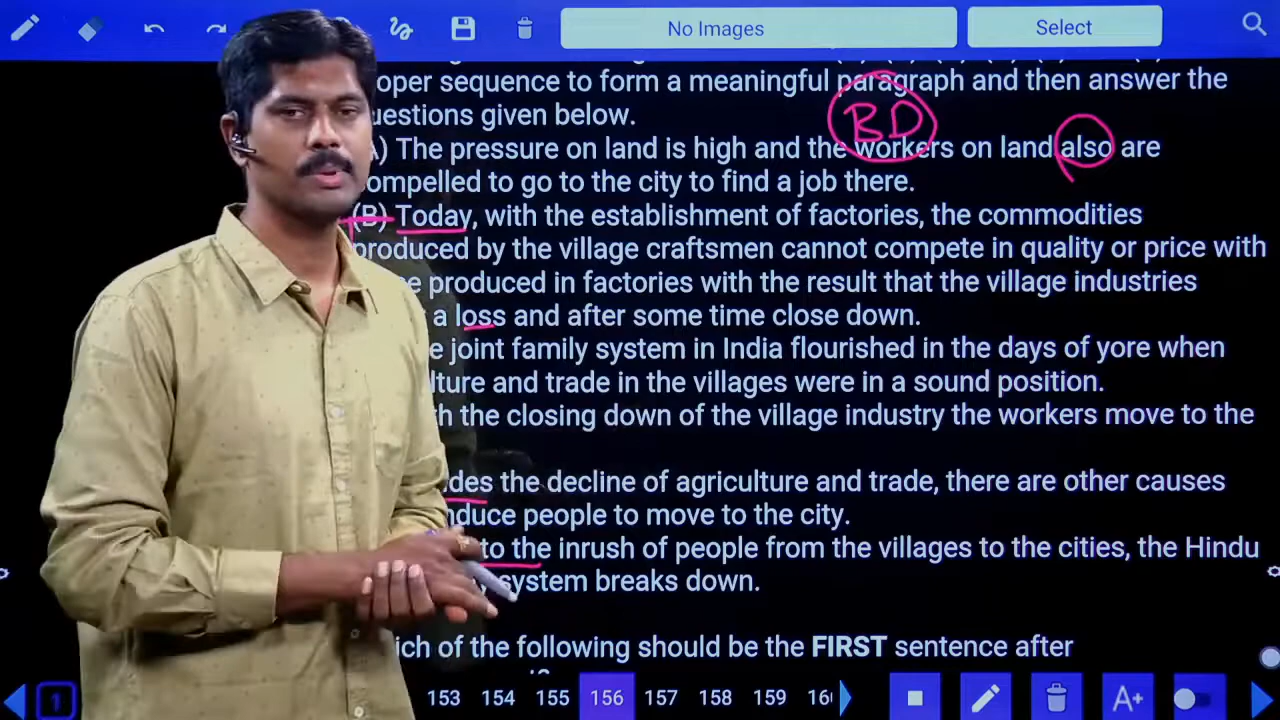 No Images
Select
oper sequence to form a meaningful paragraph and then answer the
uestions given below.
BD
A) The pressure on land is high and the workers on land also are
ompelled to go to the city to find a job there.
(B) Today, with the establishment of factories, the commodities
produced by the village craftsmen cannot compete in quality or price with
e produced in factories with the result that the village industries
a loss and after some time close down.
e joint family system in India flourished in the days of yore when
lture and trade in the villages were in a sound position.
h the closing down of the village industry the workers move to the
des the decline of agriculture and trade, there are other causes
nduce people to move to the city.
to the inrush of people from the villages to the cities, the Hindu
system breaks down.
ich of the following should be the FIRST sentence after
1
153 154 155 156 157 158 159 16
A+